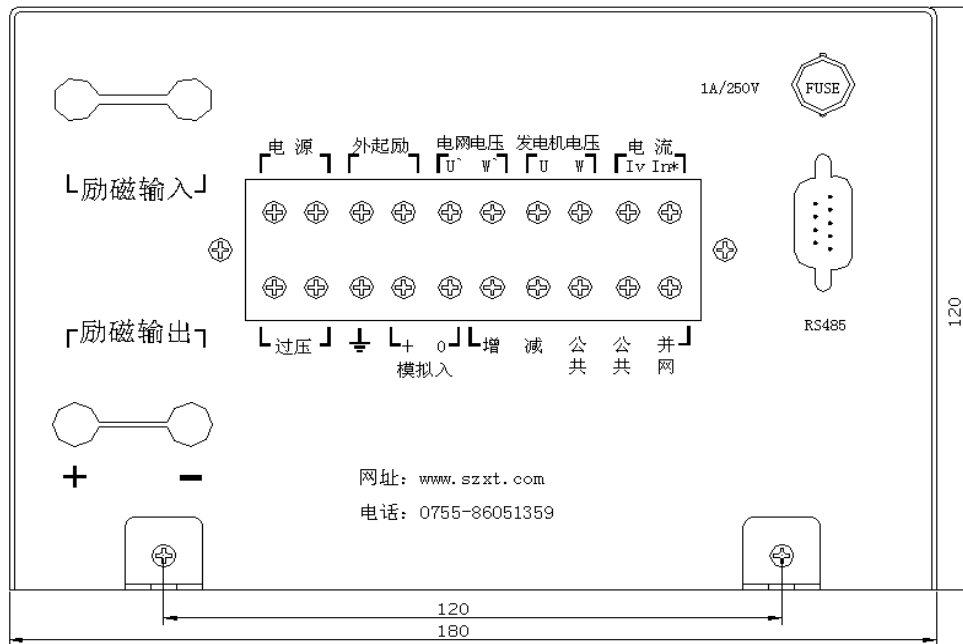 1A/250V FUSE
电 源 外起励 电网电压 发电机电压 电 流
U` W` U W Iv In*
励磁输入
RS485
励磁输出
过压 + 0 增 减 公共 公共 并网
模拟入
+ -
网址: www.szxt.com
电话: 0755-86051359
120
120
180